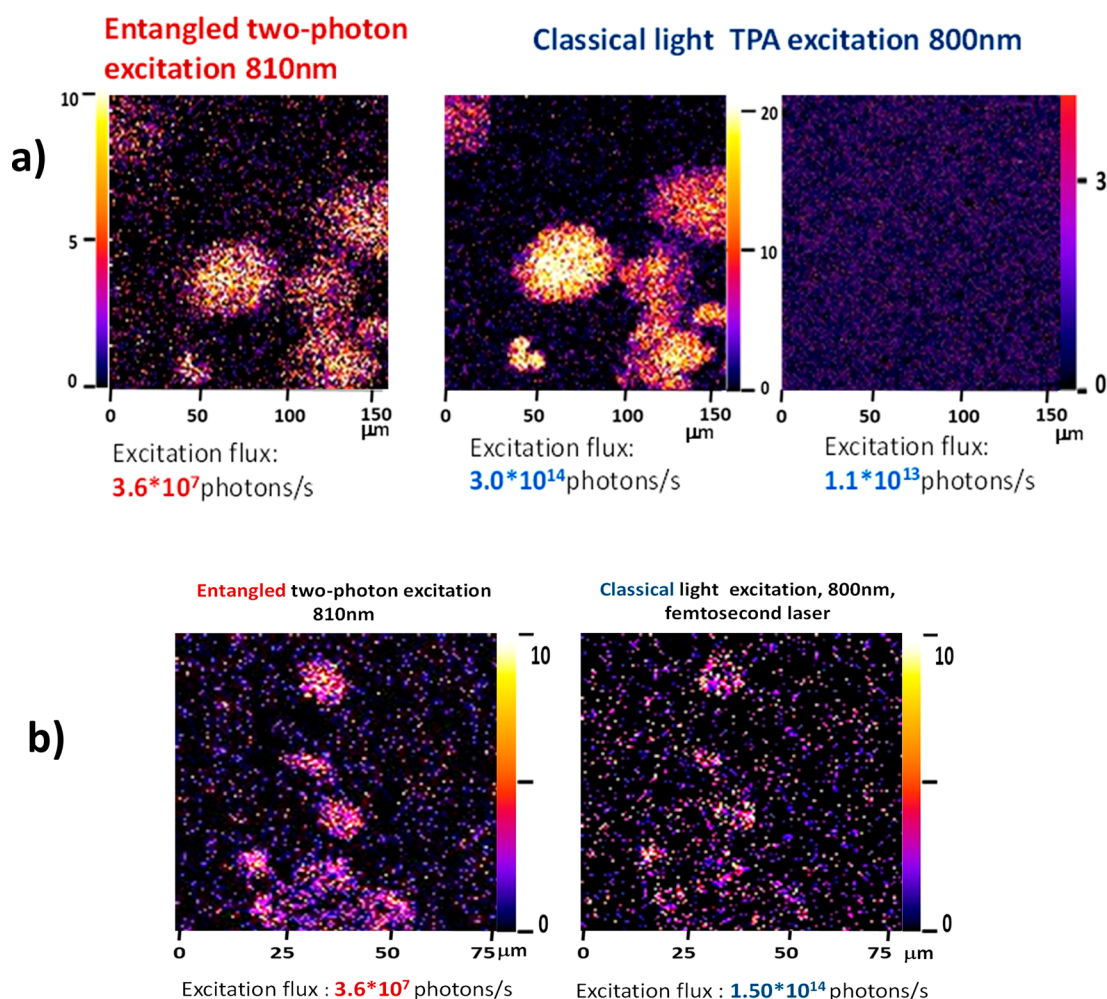 Entangled two-photon
excitation 810nm
Classical light TPA excitation 800nm
a)
10
5
0
0 50 100 150
μm
Excitation flux:
3.6*10⁷photons/s
20
10
0
0 50 100 150
μm
Excitation flux:
3.0*10¹⁴photons/s
3
0
0 50 100 150
μm
Excitation flux:
1.1*10¹³photons/s
b)
Entangled two-photon excitation
810nm
10
0
0 25 50 75 μm
Excitation flux : 3.6*10⁷ photons/s
Classical light excitation, 800nm,
femtosecond laser
10
0
0 25 50 75 μm
Excitation flux : 1.50*10¹⁴ photons/s